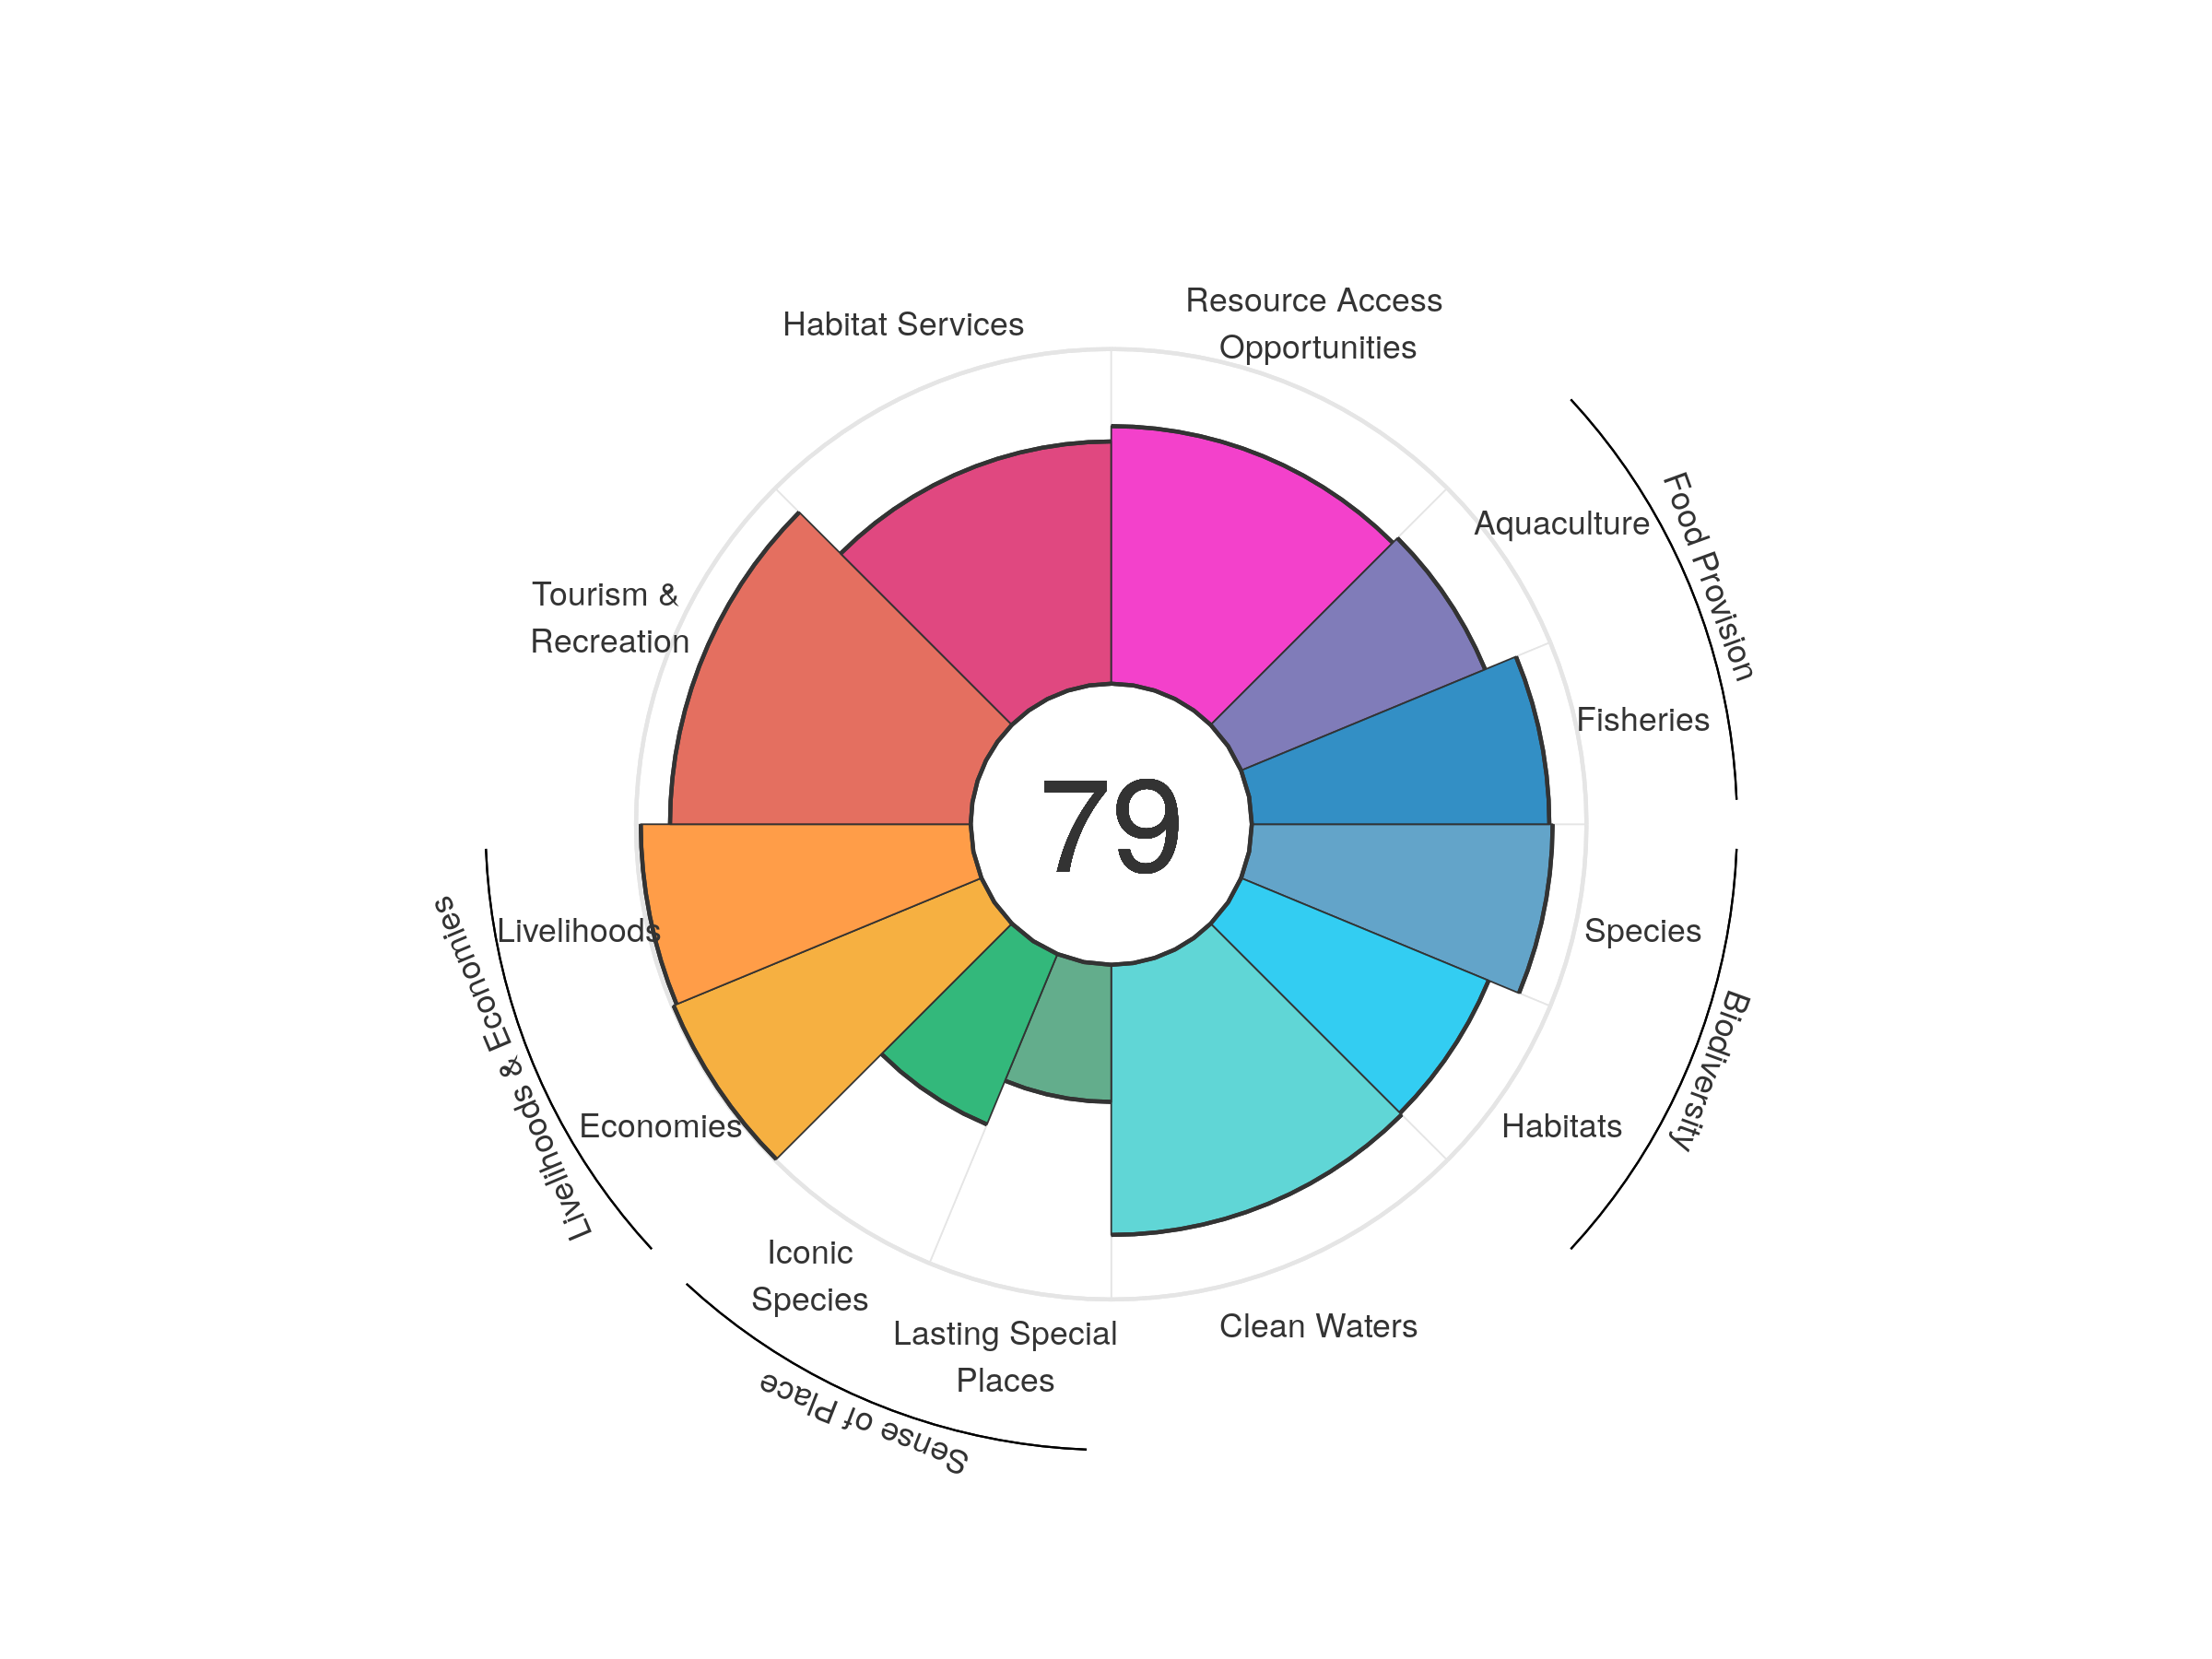 Resource Access
Opportunities
Habitat Services
Aquaculture
Food Provision
Tourism &
Recreation
Fisheries
79
Livelihoods
Species
Livelihoods & Economies
Biodiversity
Economies
Habitats
Iconic
Species
Lasting Special
Places
Clean Waters
Sense of Place